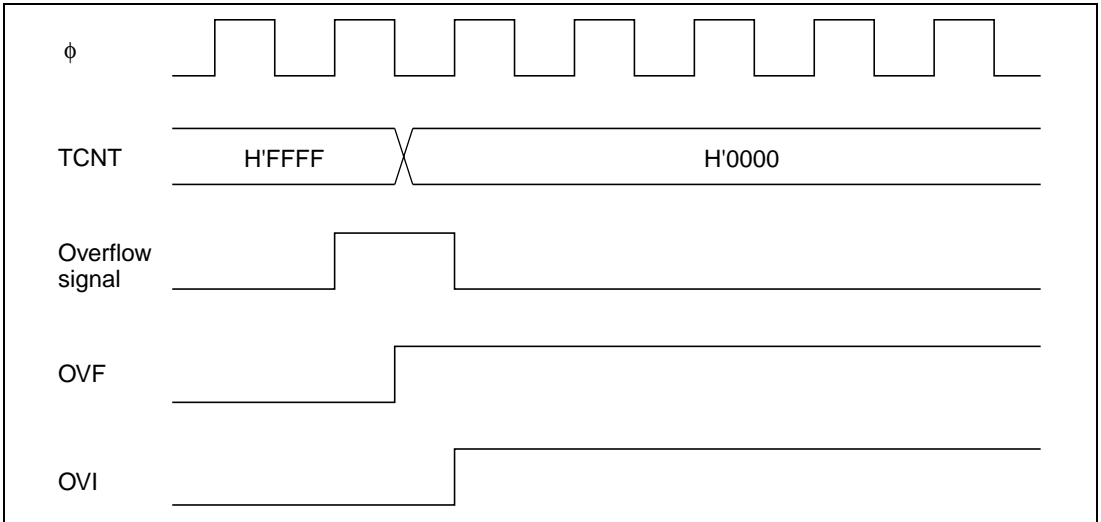 ϕ
TCNT H'FFFF H'0000
Overflow
signal
OVF
OVI